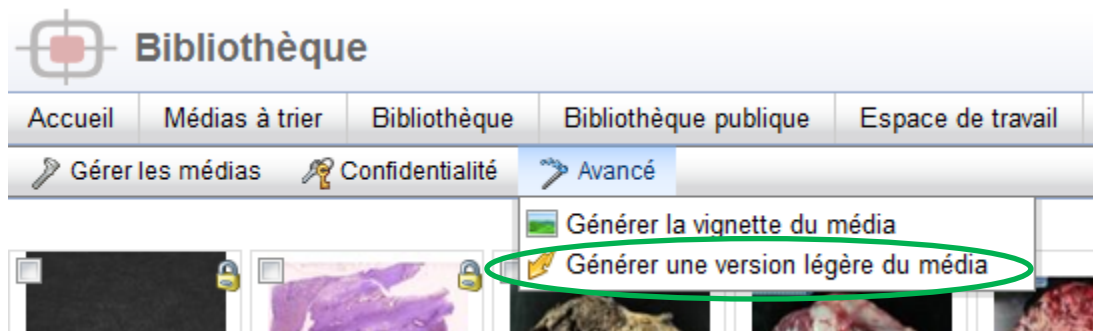 Bibliothèque
Accueil Médias à trier Bibliothèque Bibliothèque publique Espace de travail
Gérer les médias Confidentialité Avancé
Générer la vignette du média
Générer une version légère du média